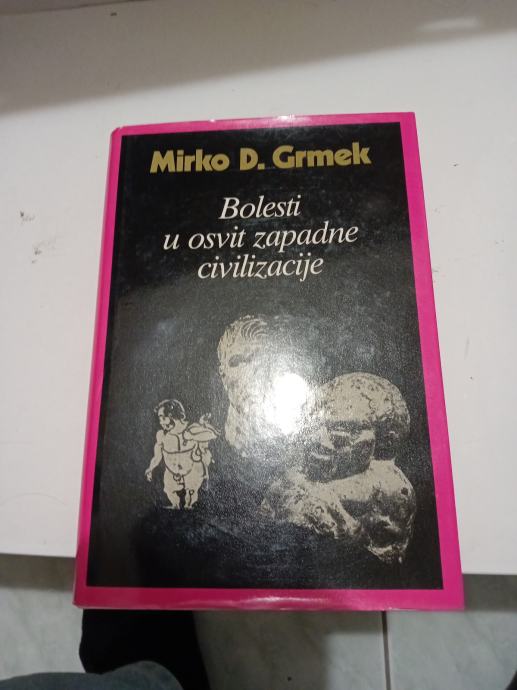 Mirko D. Grmek
Bolesti
u osvit zapadne
civilizacije